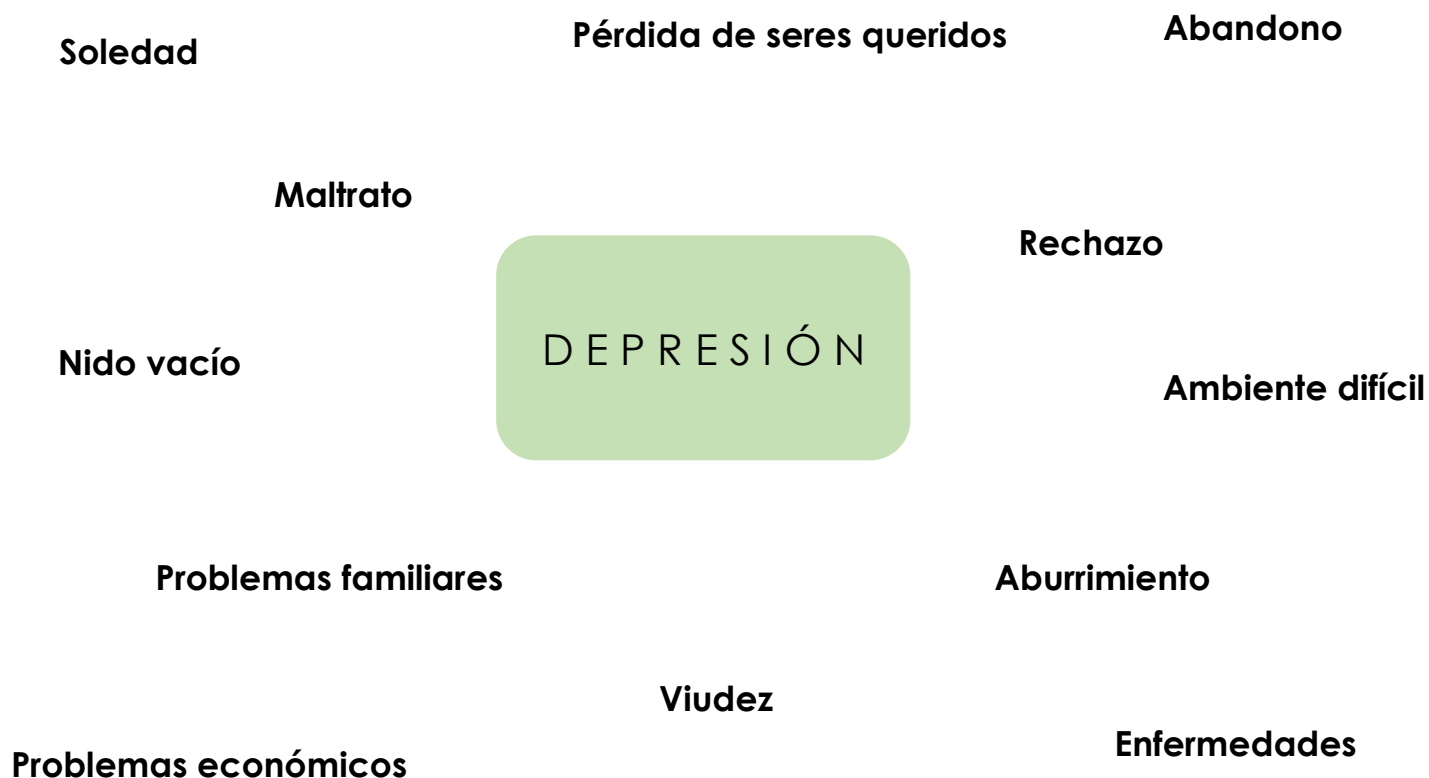 Soledad
Pérdida de seres queridos
Abandono
Maltrato
Rechazo
Nido vacío
DEPRESIÓN
Ambiente difícil
Problemas familiares
Aburrimiento
Viudez
Enfermedades
Problemas económicos